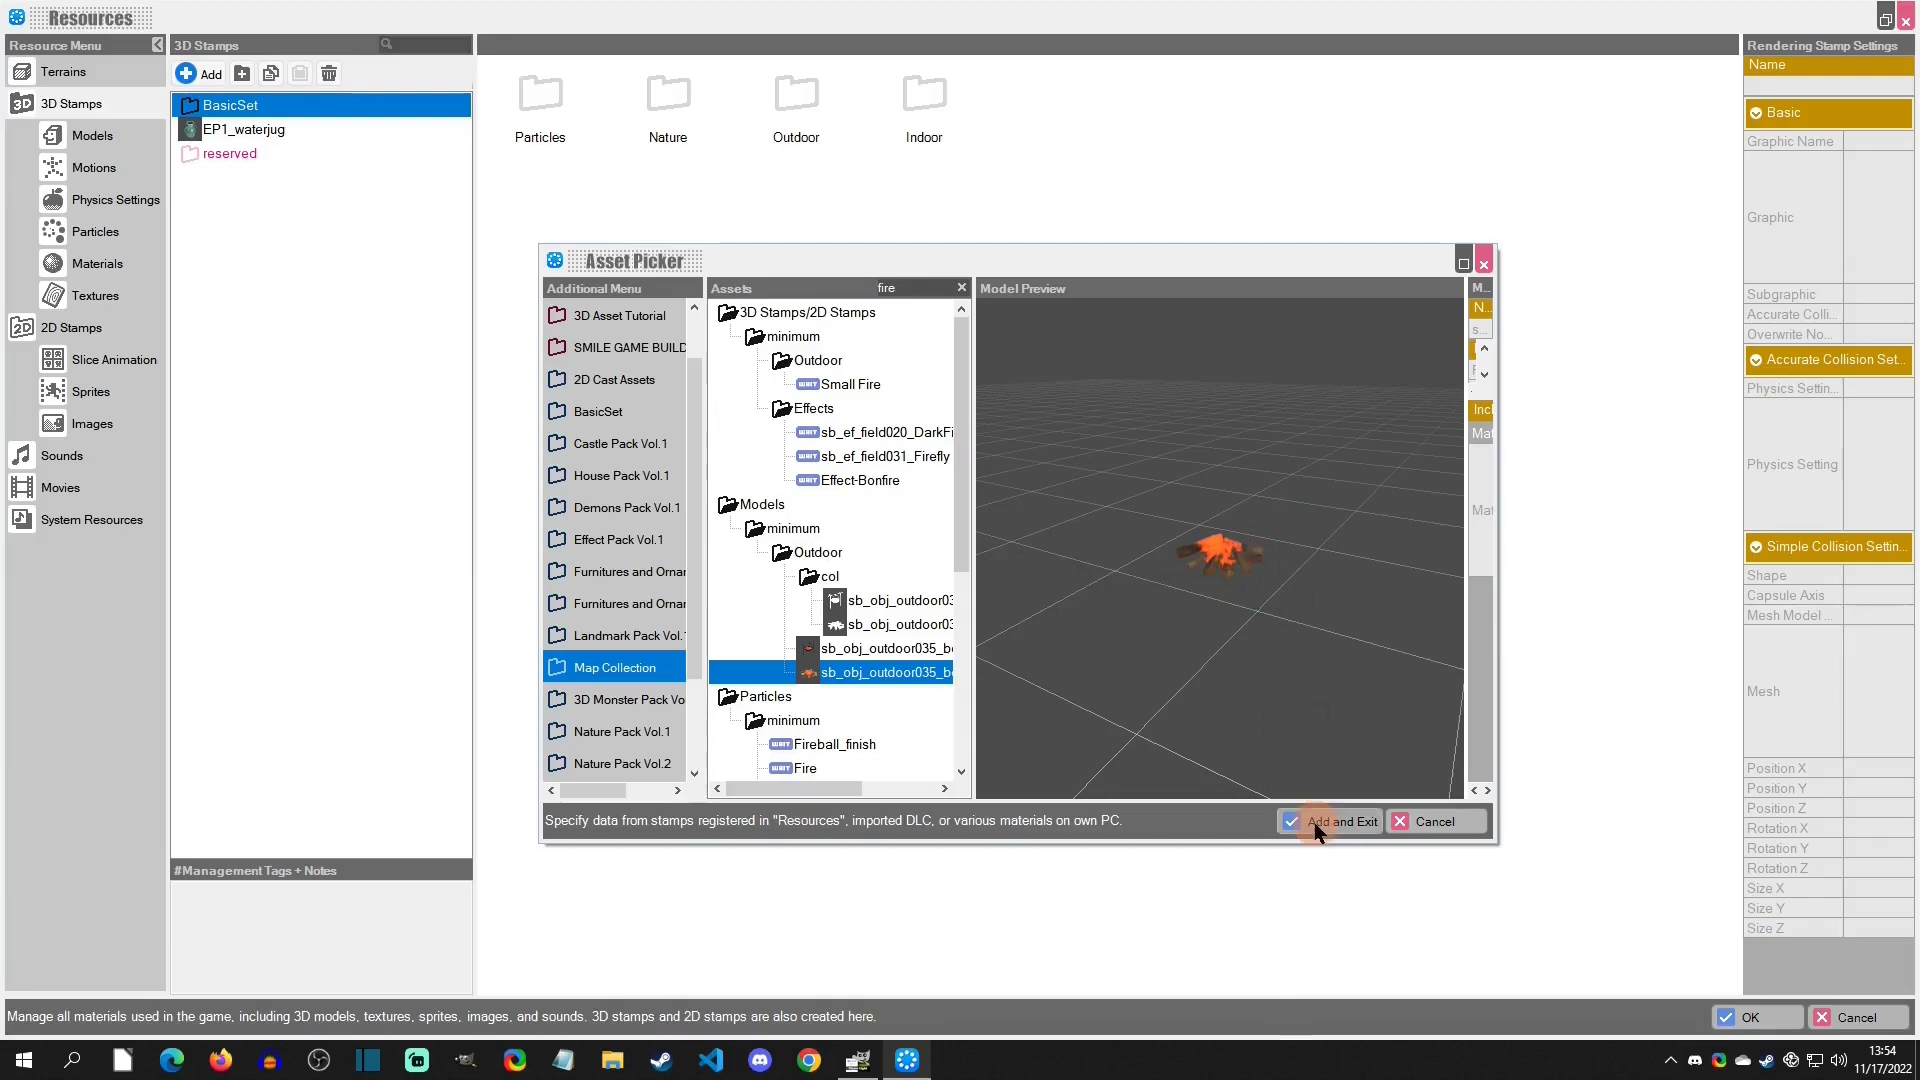 Resources
Resource Menu
Terrains
3D Stamps
Models
Motions
Physics Settings
Particles
Materials
Textures
2D Stamps
Slice Animation
Sprites
Images
Sounds
Movies
System Resources
3D Stamps
Add
BasicSet
EP1_waterjug
reserved
#Management Tags + Notes
Particles
Nature
Outdoor
Indoor
Asset Picker
Additional Menu
3D Asset Tutorial
SMILE GAME BUILD
2D Cast Assets
BasicSet
Castle Pack Vol.1
House Pack Vol.1
Demons Pack Vol.1
Effect Pack Vol.1
Furnitures and Ornar
Furnitures and Ornar
Landmark Pack Vol.
Map Collection
3D Monster Pack Vo
Nature Pack Vol.1
Nature Pack Vol.2
Assets
fire
3D Stamps/2D Stamps
minimum
Outdoor
Small Fire
Effects
sb_ef_field020_DarkFi
sb_ef_field031_Firefly
Effect-Bonfire
Models
minimum
Outdoor
col
sb_obj_outdoor03
sb_obj_outdoor03
sb_obj_outdoor035_b
sb_obj_outdoor035_b
Particles
minimum
Fireball_finish
Fire
Model Preview
M...
N...
s...
Incl
Mat
Mat
Specify data from stamps registered in "Resources", imported DLC, or various materials on own PC.
Add and Exit
Cancel
Rendering Stamp Settings
Name
Basic
Graphic Name
Graphic
Subgraphic
Accurate Colli...
Overwrite No...
Accurate Collision Set...
Physics Settin...
Physics Setting
Simple Collision Settin...
Shape
Capsule Axis
Mesh Model ...
Mesh
Position X
Position Y
Position Z
Rotation X
Rotation Y
Rotation Z
Size X
Size Y
Size Z
Manage all materials used in the game, including 3D models, textures, sprites, images, and sounds. 3D stamps and 2D stamps are also created here.
OK
Cancel
13:54
11/17/2022